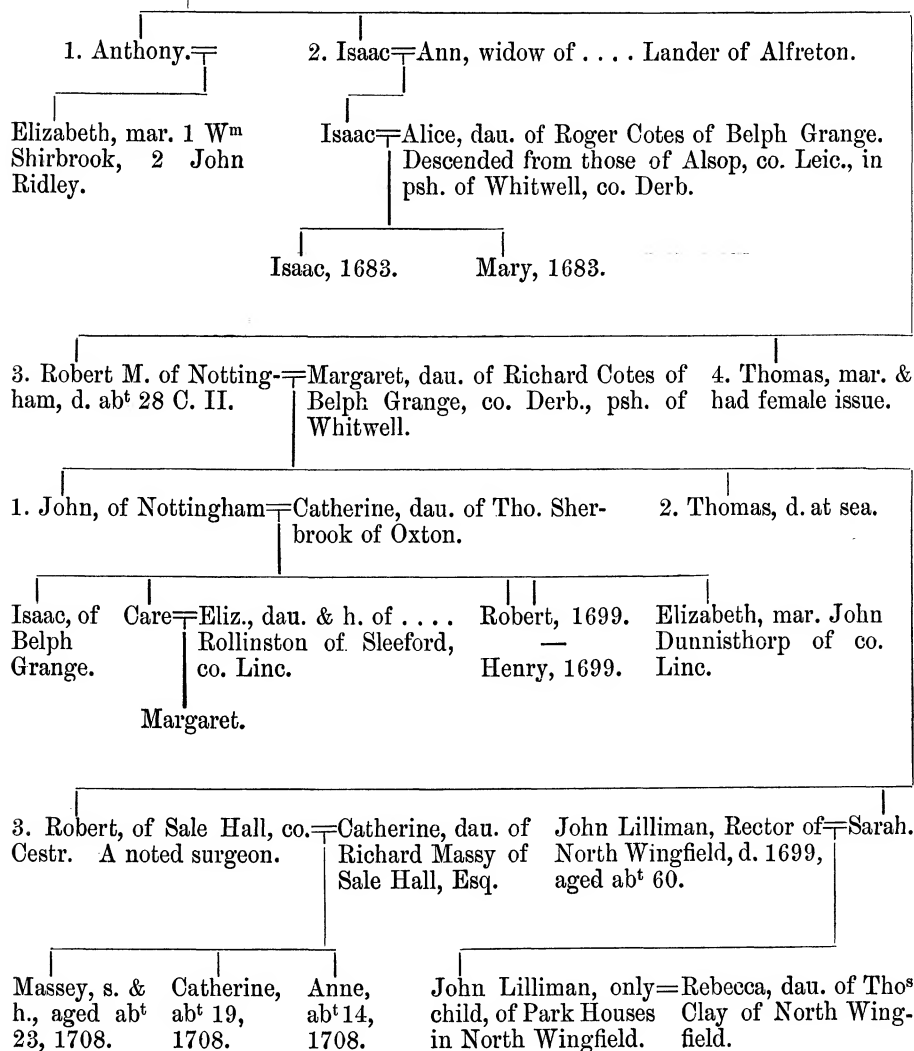 1. Anthony.
2. Isaac=Ann, widow of . . . . Lander of Alfreton.
Elizabeth, mar. 1 Wᵐ
Shirbrook, 2 John
Ridley.
Isaac=Alice, dau. of Roger Cotes of Belph Grange.
Descended from those of Alsop, co. Leic., in
psh. of Whitwell, co. Derb.
Isaac, 1683.
Mary, 1683.
3. Robert M. of Notting-
ham, d. abᵗ 28 C. II.
=Margaret, dau. of Richard Cotes of
Belph Grange, co. Derb., psh. of
Whitwell.
4. Thomas, mar. &
had female issue.
1. John, of Nottingham=Catherine, dau. of Tho. Sher-
brook of Oxton.
2. Thomas, d. at sea.
Isaac, of
Belph
Grange.
Care=Eliz., dau. & h. of . . . .
Rollinston of Sleeford,
co. Linc.
Robert, 1699.
—
Henry, 1699.
Elizabeth, mar. John
Dunnisthorp of co.
Linc.
Margaret.
3. Robert, of Sale Hall, co.
Cestr. A noted surgeon.
=Catherine, dau. of
Richard Massy of
Sale Hall, Esq.
John Lilliman, Rector of=Sarah.
North Wingfield, d. 1699,
aged abᵗ 60.
Massey, s. &
h., aged abᵗ
23, 1708.
Catherine,
abᵗ 19,
1708.
Anne,
abᵗ 14,
1708.
John Lilliman, only
child, of Park Houses
in North Wingfield.
=Rebecca, dau. of Thoˢ
Clay of North Wing-
field.